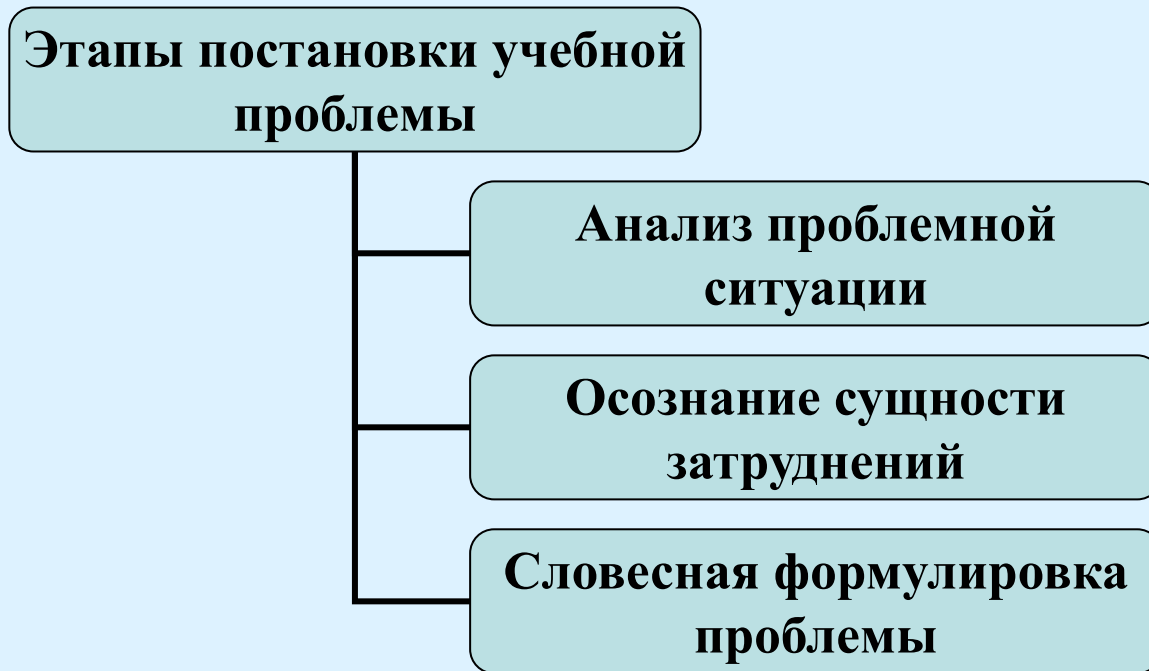 Этапы постановки учебной
проблемы
Анализ проблемной
ситуации
Осознание сущности
затруднений
Словесная формулировка
проблемы